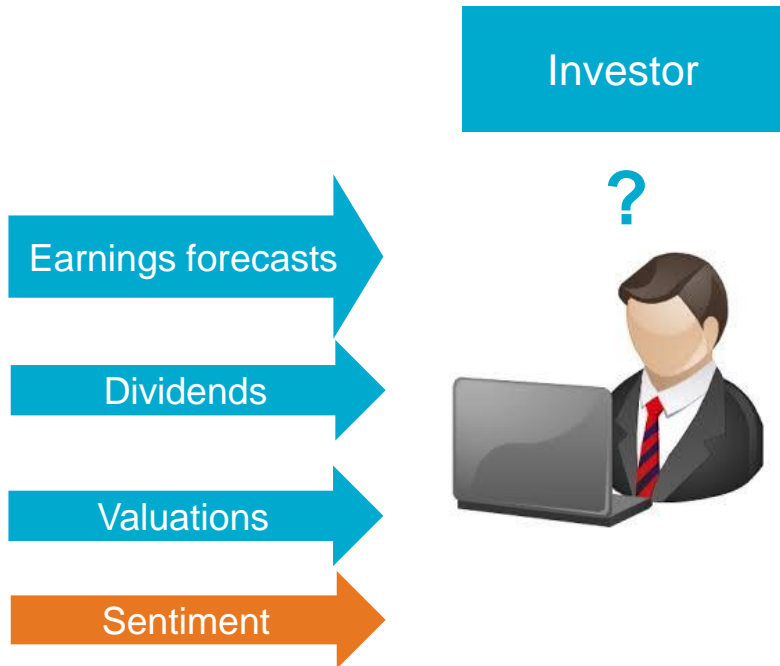 Investor
?
Earnings forecasts
Dividends
Valuations
Sentiment